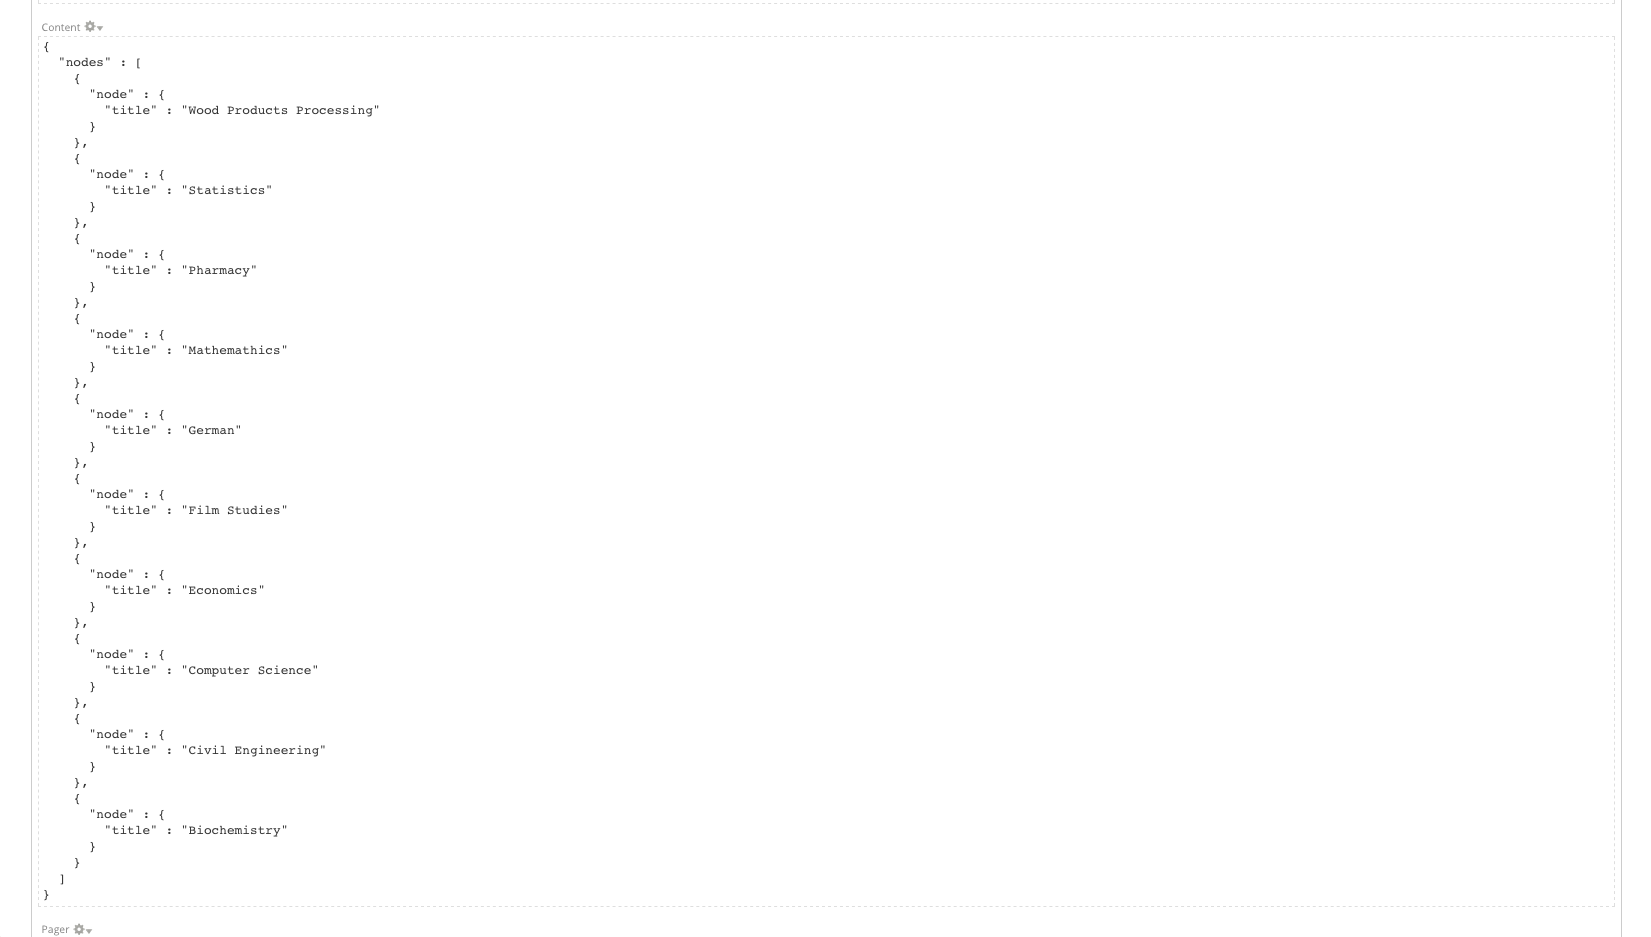 Content
{
  "nodes" : [
    {
      "node" : {
        "title" : "Wood Products Processing"
      }
    },
    {
      "node" : {
        "title" : "Statistics"
      }
    },
    {
      "node" : {
        "title" : "Pharmacy"
      }
    },
    {
      "node" : {
        "title" : "Mathemathics"
      }
    },
    {
      "node" : {
        "title" : "German"
      }
    },
    {
      "node" : {
        "title" : "Film Studies"
      }
    },
    {
      "node" : {
        "title" : "Economics"
      }
    },
    {
      "node" : {
        "title" : "Computer Science"
      }
    },
    {
      "node" : {
        "title" : "Civil Engineering"
      }
    },
    {
      "node" : {
        "title" : "Biochemistry"
      }
    }
  ]
}
Pager